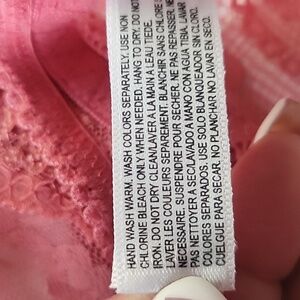 HAND WASH WARM. WASH COLORS SEPARATELY. USE NON
CHLORINE BLEACH ONLY WHEN NEEDED. HANG TO DRY. DO NOT
IRON. DO NOT DRY CLEAN/LAVER A LA MAIN A L'EAU TIEDE.
LAVER LES COULEURS SEPAREMENT. BLANCHIR SANS CHLORE
NECESSAIRE. SUSPENDRE POUR SECHER. NE PAS REPASSER. NE
PAS NETTOYER A SEC/LAVADO A MANO CON AGUA TIBIA. LAVAR
COLORES SEPARADOS. USE SOLO BLANQUEADOR SIN CLORO.
CUELGUE PARA SECAR. NO PLANCHAR NI LAVAR EN SECO.